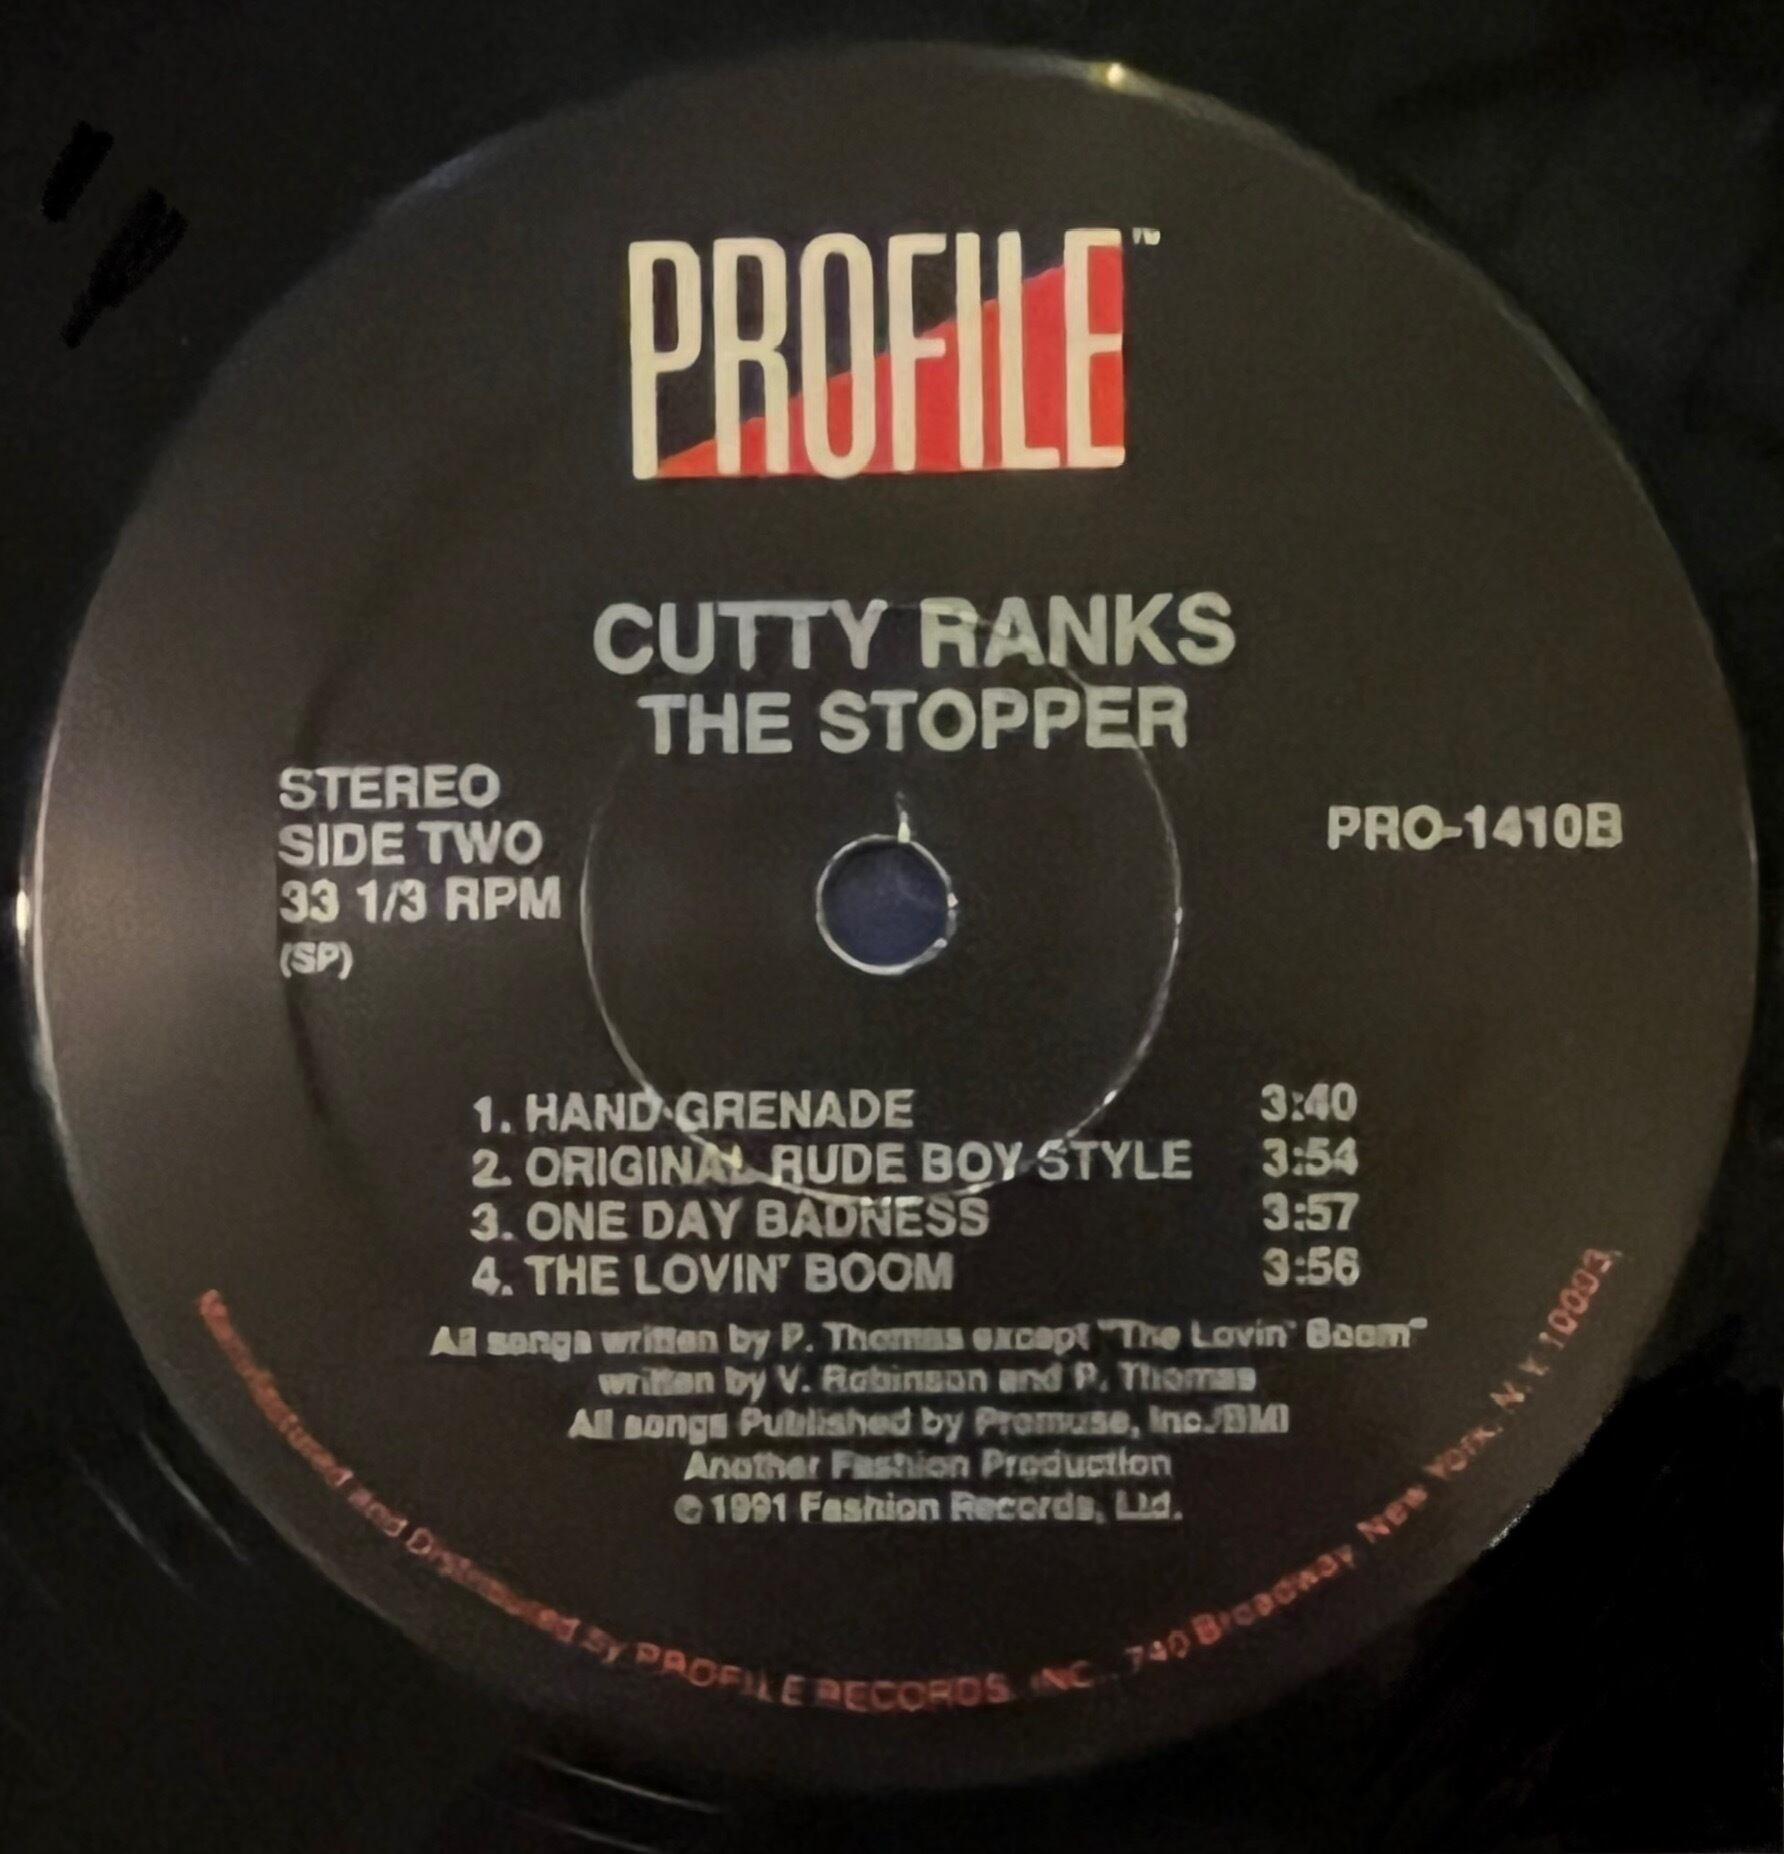 PROFILE™
CUTTY RANKS
THE STOPPER
STEREO
SIDE TWO
33 1/3 RPM
(SP)
PRO-1410B
1. HAND GRENADE 3:40
2. ORIGINAL RUDE BOY STYLE 3:54
3. ONE DAY BADNESS 3:57
4. THE LOVIN' BOOM 3:56
All songs written by P. Thomas except "The Lovin' Boom"
written by V. Robinson and P. Thomas
All songs Published by Promuse, Inc./BMI
Another Fashion Production
℗ 1991 Fashion Records, Ltd.
Manufactured and Distributed by PROFILE RECORDS, INC., 740 Broadway, New York, N.Y. 10003,